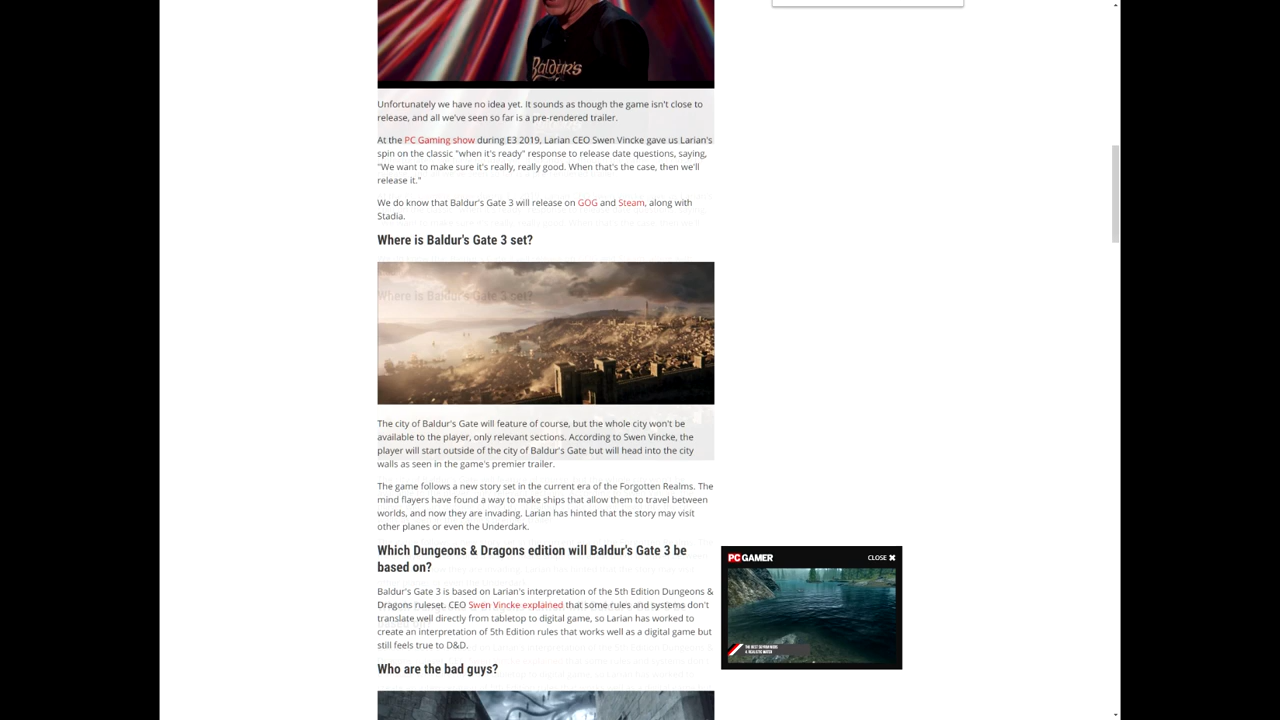 Baldur's
Unfortunately we have no idea yet. It sounds as though the game isn't close to
release, and all we've seen so far is a pre-rendered trailer.
At the PC Gaming show during E3 2019, Larian CEO Swen Vincke gave us Larian's
spin on the classic "when it's ready" response to release date questions, saying,
"We want to make sure it's really, really good. When that's the case, then we'll
release it."
We do know that Baldur's Gate 3 will release on GOG and Steam, along with
Stadia.
Where is Baldur's Gate 3 set?
The city of Baldur's Gate will feature of course, but the whole city won't be
available to the player, only relevant sections. According to Swen Vincke, the
player will start outside of the city of Baldur's Gate but will head into the city
walls as seen in the game's premier trailer.
The game follows a new story set in the current era of the Forgotten Realms. The
mind flayers have found a way to make ships that allow them to travel between
worlds, and now they are invading. Larian has hinted that the story may visit
other planes or even the Underdark.
Which Dungeons & Dragons edition will Baldur's Gate 3 be
based on?
PC GAMER CLOSE ✖
Baldur's Gate 3 is based on Larian's interpretation of the 5th Edition Dungeons &
Dragons ruleset. CEO Swen Vincke explained that some rules and systems don't
translate well directly from tabletop to digital game, so Larian has worked to
create an interpretation of 5th Edition rules that works well as a digital game but
still feels true to D&D.
Who are the bad guys?